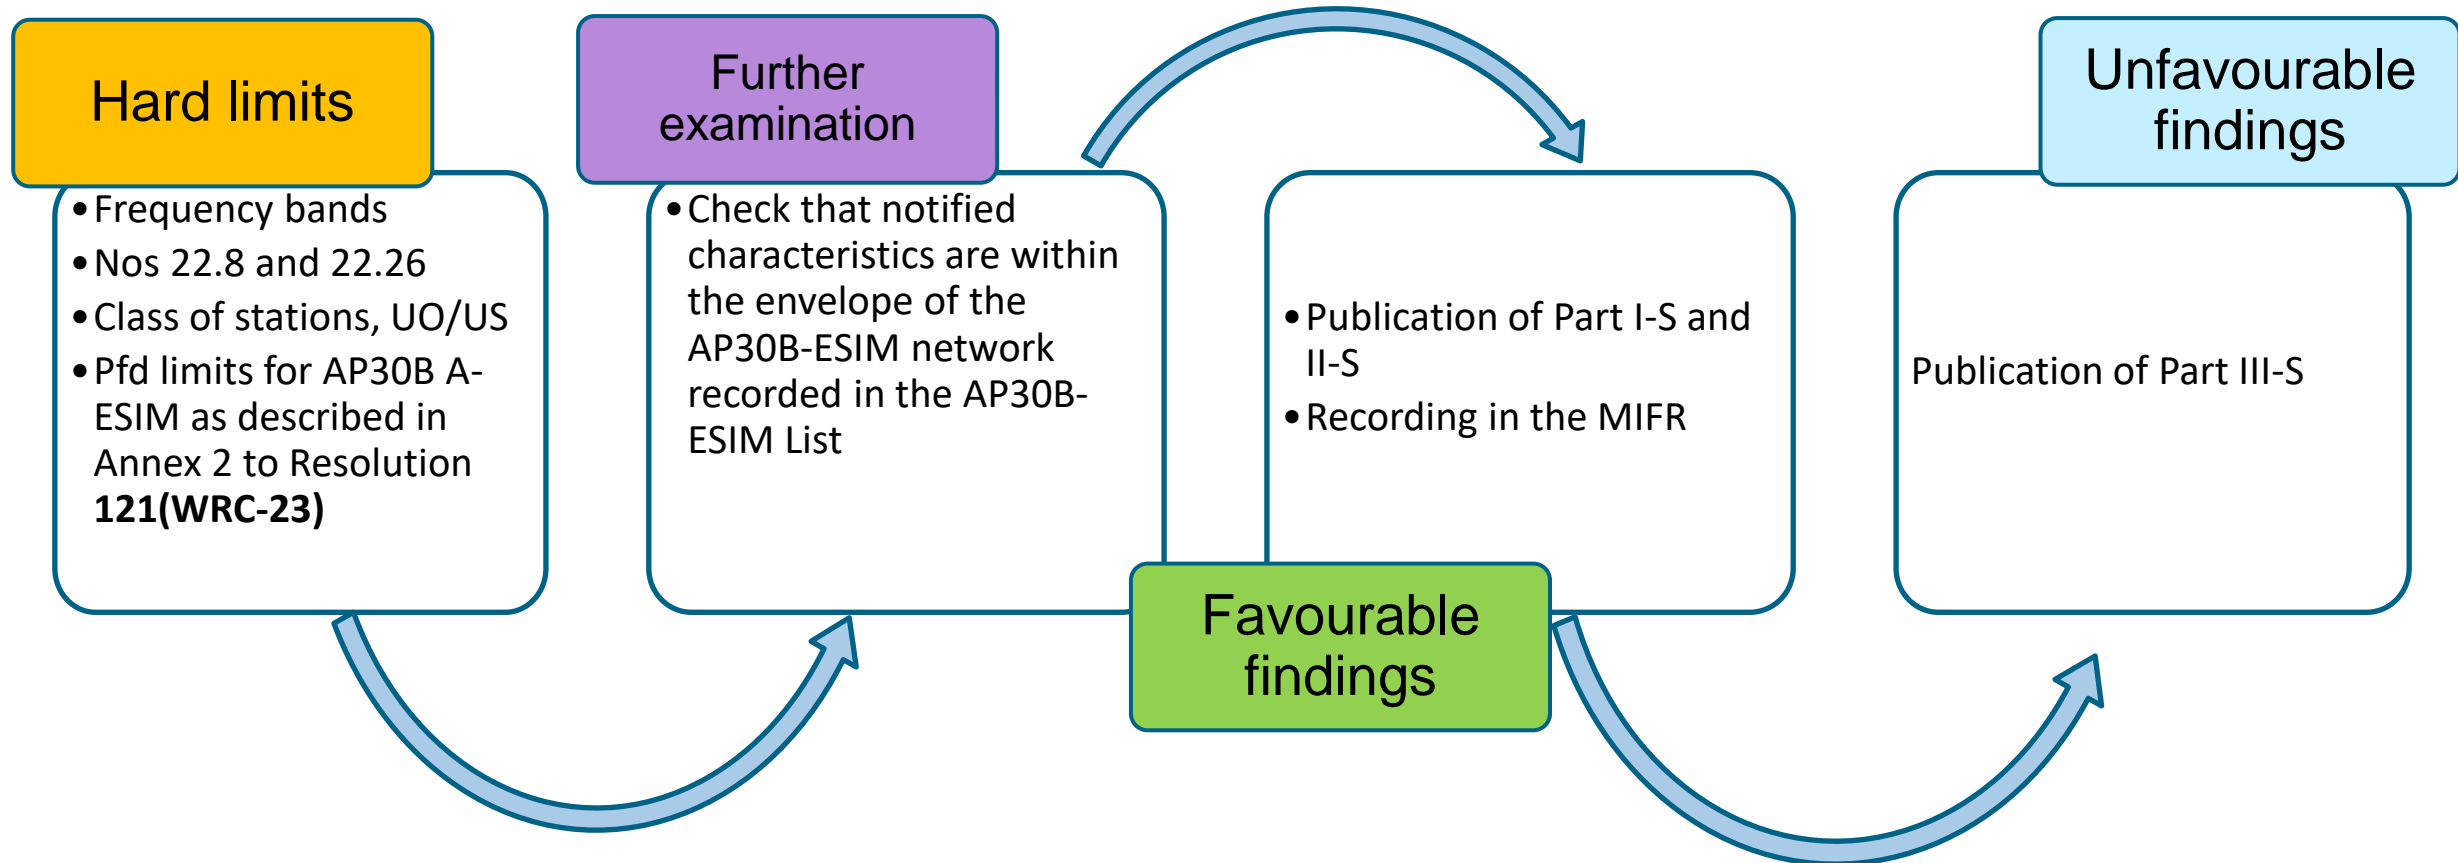 Hard limits
•Frequency bands
•Nos 22.8 and 22.26
•Class of stations, UO/US
•Pfd limits for AP30B A-
ESIM as described in
Annex 2 to Resolution
121(WRC-23)
Further
examination
•Check that notified
characteristics are within
the envelope of the
AP30B-ESIM network
recorded in the AP30B-
ESIM List
•Publication of Part I-S and
II-S
•Recording in the MIFR
Favourable
findings
Unfavourable
findings
Publication of Part III-S